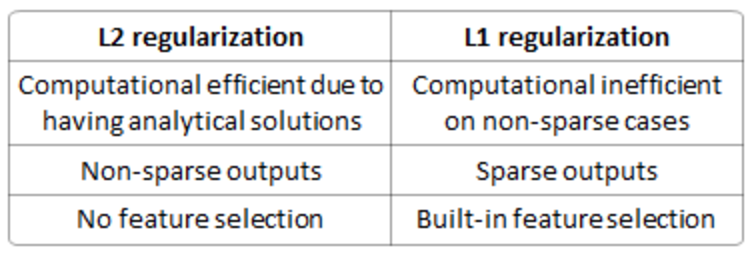 L2 regularization
L1 regularization
Computational efficient due to
having analytical solutions
Computational inefficient
on non-sparse cases
Non-sparse outputs
Sparse outputs
No feature selection
Built-in feature selection